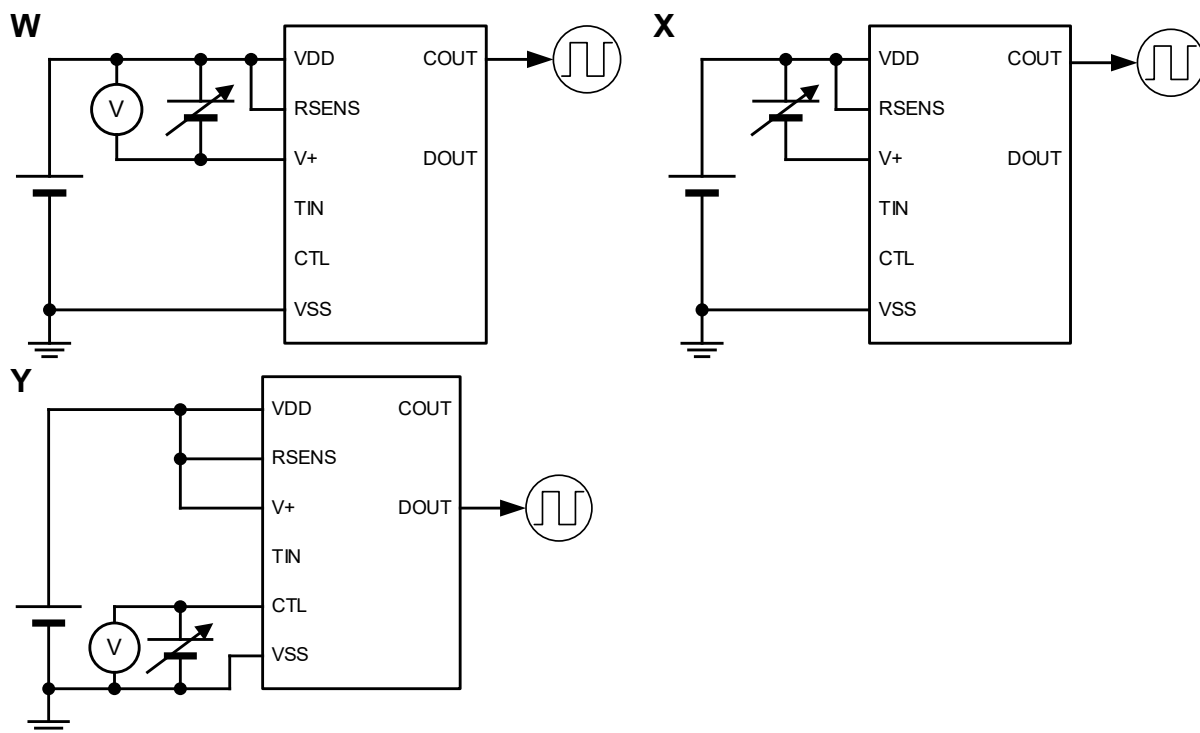 W
VDD COUT
V RSENS
V+ DOUT
TIN
CTL
VSS
X
VDD COUT
RSENS
V+ DOUT
TIN
CTL
VSS
Y
VDD COUT
RSENS
V+ DOUT
TIN
CTL
V
VSS